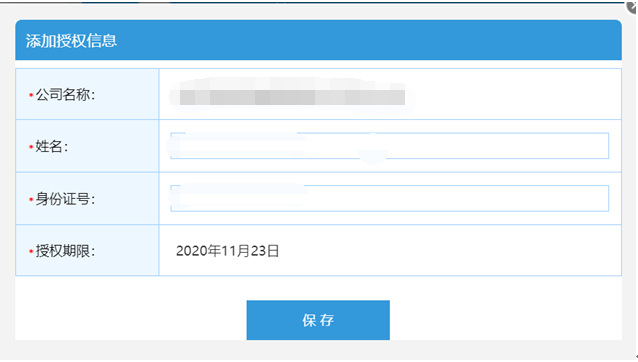 添加授权信息
*公司名称：
*姓名：
*身份证号：
*授权期限： 2020年11月23日
保 存